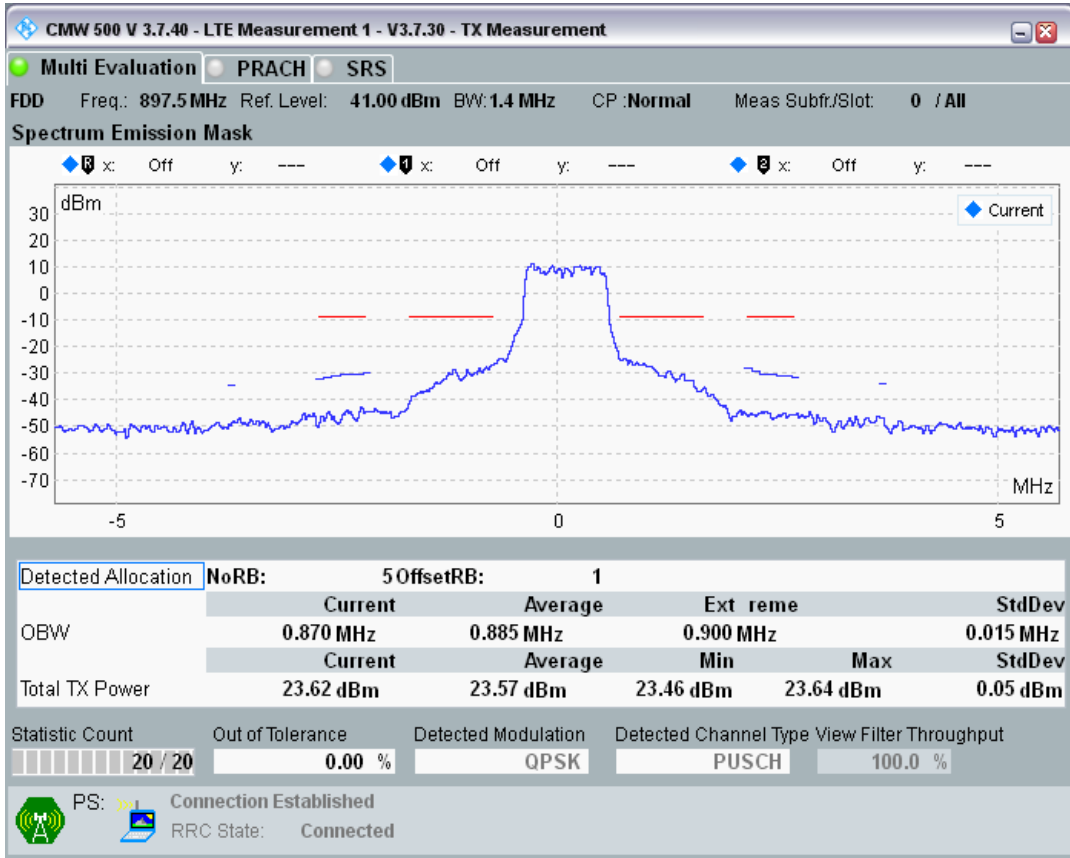 CMW 500 V 3.7.40 - LTE Measurement 1 - V3.7.30 - TX Measurement
Multi Evaluation PRACH SRS
FDD Freq.: 897.5 MHz Ref. Level: 41.00 dBm BW: 1.4 MHz CP :Normal Meas Subfr./Slot: 0 / All
Spectrum Emission Mask
R x: Off y: --- 1 x: Off y: --- 2 x: Off y: ---
dBm
Current
30
20
10
0
-10
-20
-30
-40
-50
-60
-70
MHz
-5 0 5
Detected Allocation NoRB: 5 OffsetRB: 1
Current Average Ext reme StdDev
OBW 0.870 MHz 0.885 MHz 0.900 MHz 0.015 MHz
Current Average Min Max StdDev
Total TX Power 23.62 dBm 23.57 dBm 23.46 dBm 23.64 dBm 0.05 dBm
Statistic Count Out of Tolerance Detected Modulation Detected Channel Type View Filter Throughput
20 / 20 0.00 % QPSK PUSCH 100.0 %
PS: Connection Established
RRC State: Connected